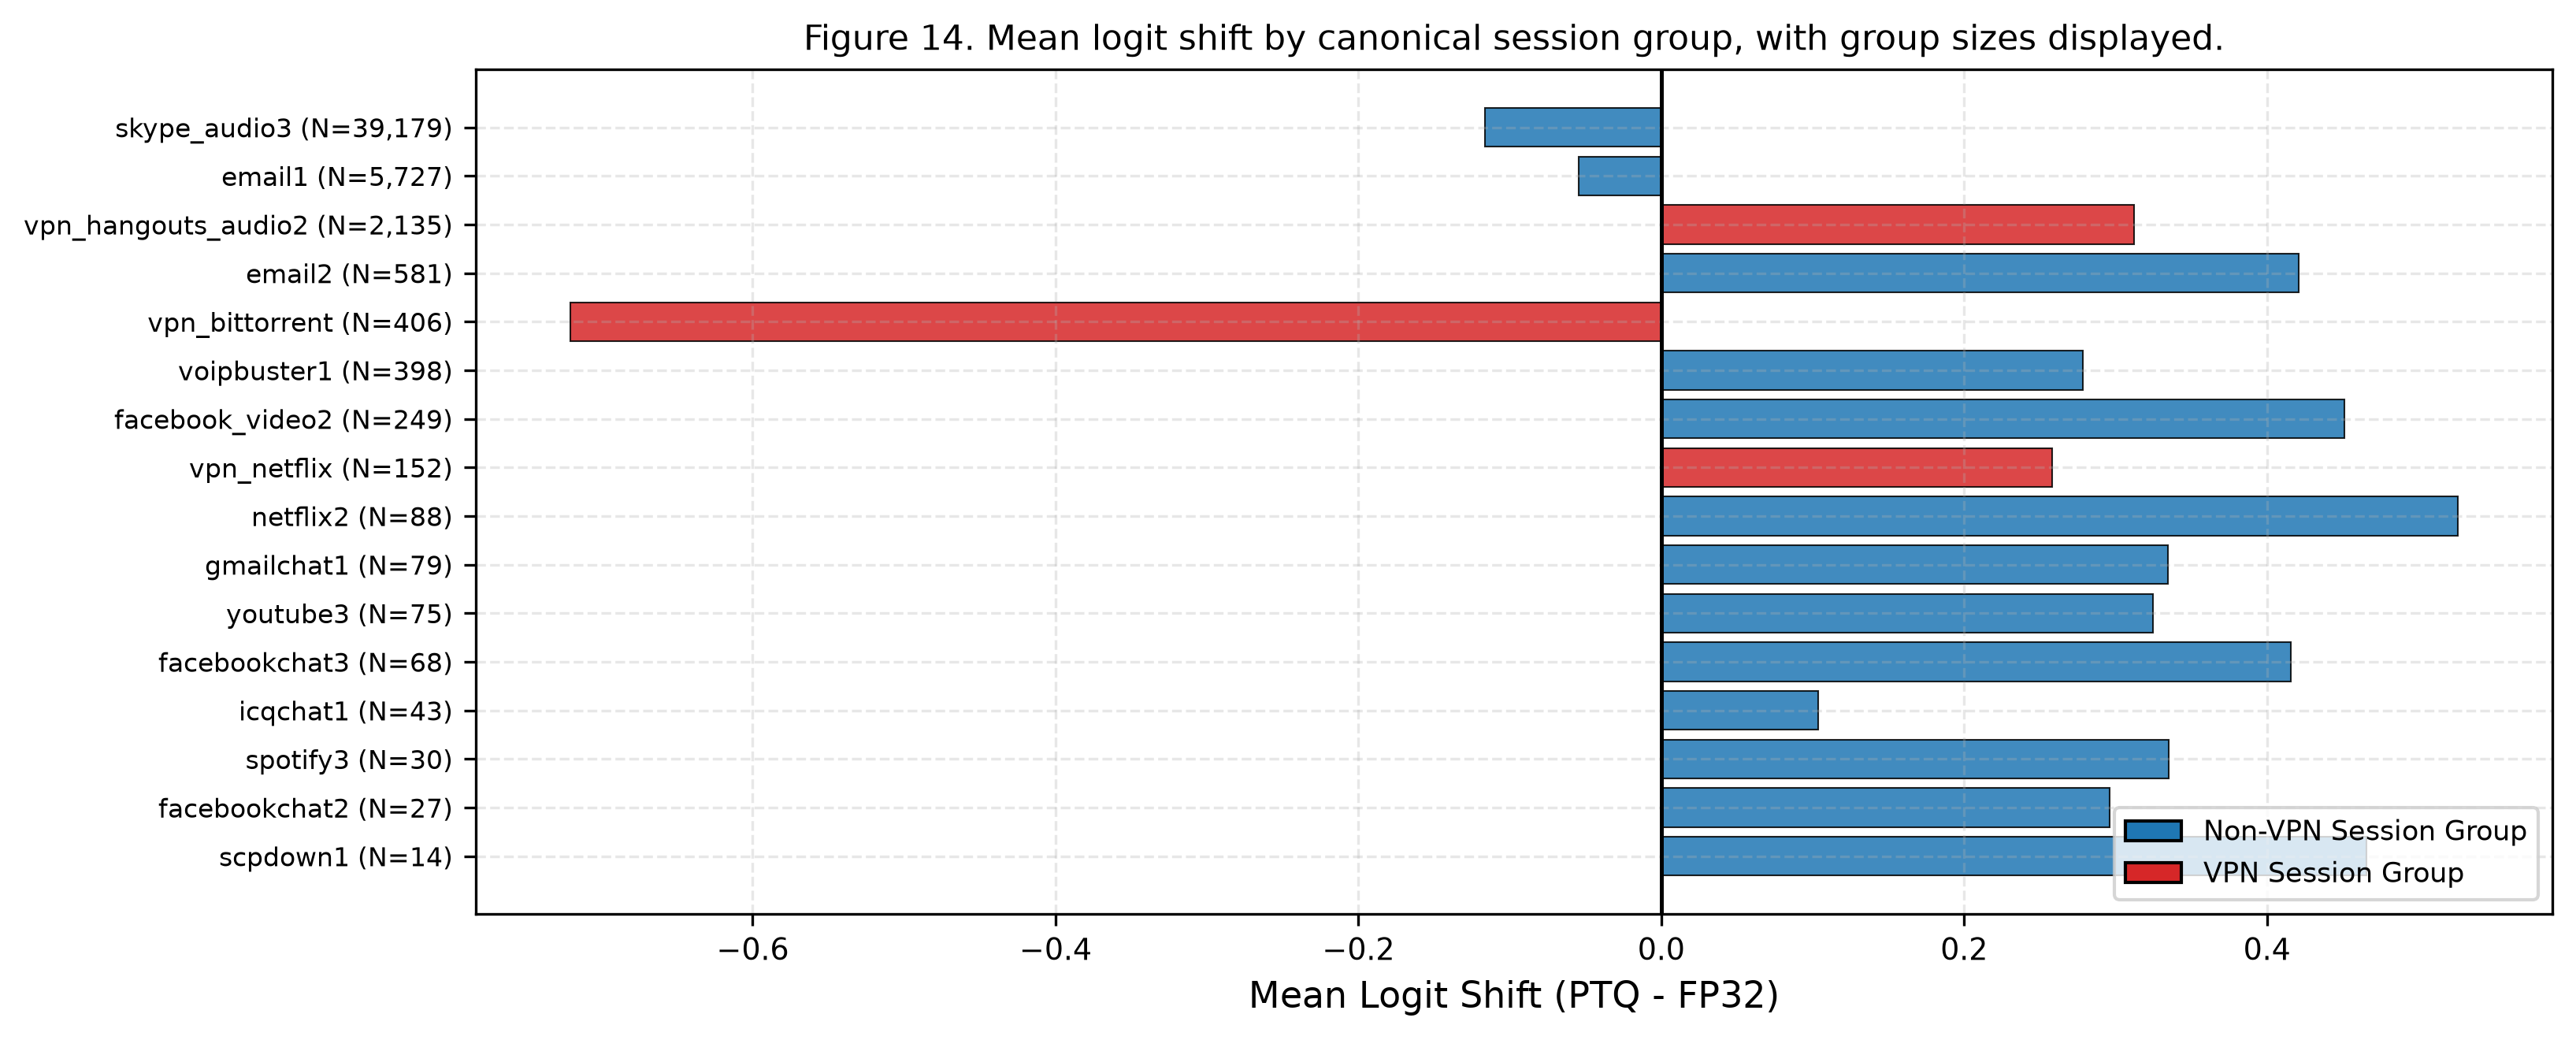 Figure 14. Mean logit shift by canonical session group, with group sizes displayed.
skype_audio3 (N=39,179)
email1 (N=5,727)
vpn_hangouts_audio2 (N=2,135)
email2 (N=581)
vpn_bittorrent (N=406)
voipbuster1 (N=398)
facebook_video2 (N=249)
vpn_netflix (N=152)
netflix2 (N=88)
gmailchat1 (N=79)
youtube3 (N=75)
facebookchat3 (N=68)
icqchat1 (N=43)
spotify3 (N=30)
facebookchat2 (N=27)
scpdown1 (N=14)
Non-VPN Session Group
VPN Session Group
−0.6 −0.4 −0.2 0.0 0.2 0.4
Mean Logit Shift (PTQ - FP32)